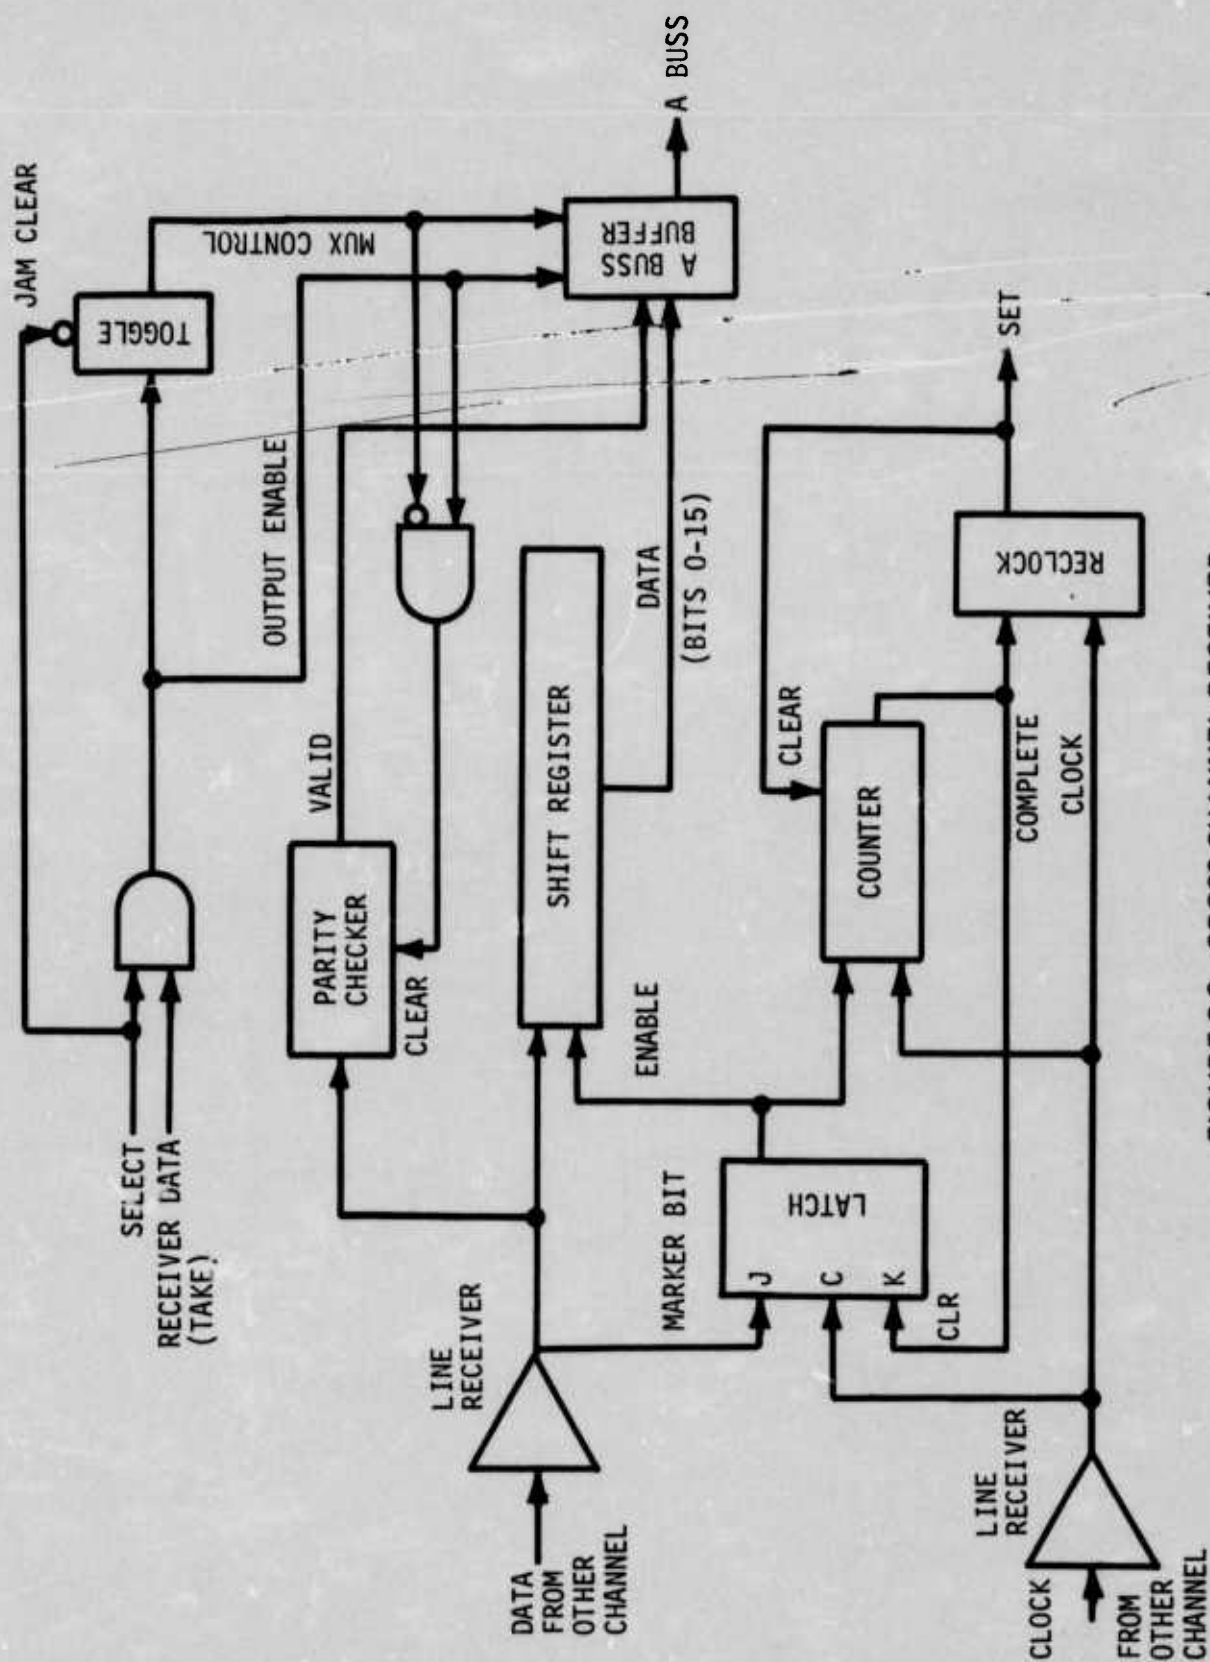 JAM CLEAR
TOGGLE
MUX CONTROL
A BUSS
BUFFER
A BUSS
SELECT
RECEIVER DATA
(TAKE)
OUTPUT ENABLE
PARITY
CHECKER
VALID
CLEAR
SHIFT REGISTER
DATA
(BITS 0-15)
ENABLE
LINE
RECEIVER
DATA
FROM
OTHER
CHANNEL
MARKER BIT
LATCH
J
C
K
CLR
COUNTER
CLEAR
COMPLETE
CLOCK
RECLOCK
SET
LINE
RECEIVER
CLOCK
FROM
OTHER
CHANNEL